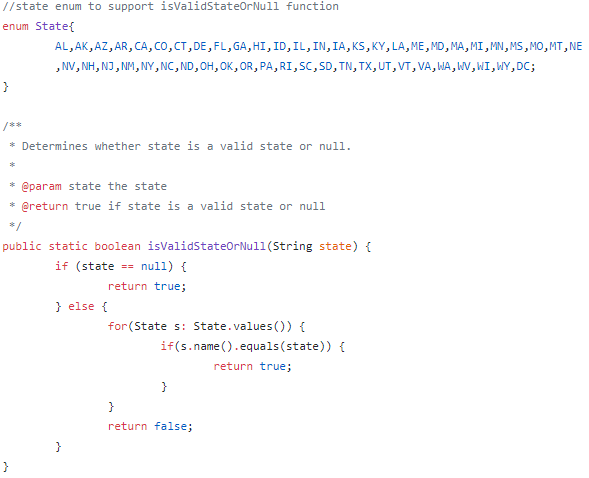 //state enum to support isValidStateOrNull function
enum State{
        AL,AK,AZ,AR,CA,CO,CT,DE,FL,GA,HI,ID,IL,IN,IA,KS,KY,LA,ME,MD,MA,MI,MN,MS,MO,MT,NE
        ,NV,NH,NJ,NM,NY,NC,ND,OH,OK,OR,PA,RI,SC,SD,TN,TX,UT,VT,VA,WA,WV,WI,WY,DC;
}

/**
 * Determines whether state is a valid state or null.
 *
 * @param state the state
 * @return true if state is a valid state or null
 */
public static boolean isValidStateOrNull(String state) {
        if (state == null) {
                return true;
        } else {
                for(State s: State.values()) {
                        if(s.name().equals(state)) {
                                return true;
                        }
                }
                return false;
        }
}